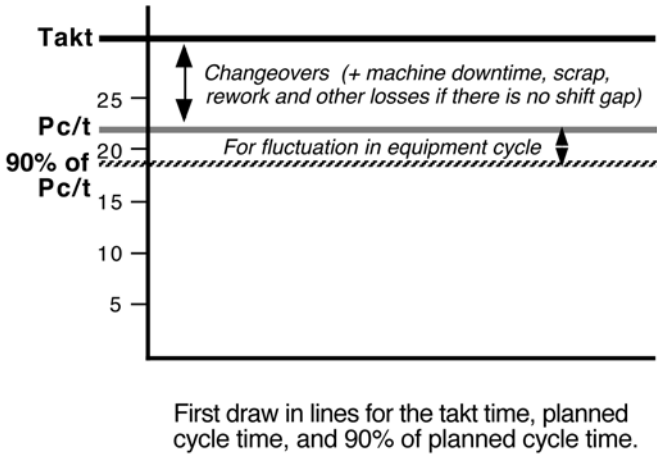 Takt
Changeovers (+ machine downtime, scrap,
rework and other losses if there is no shift gap)
25
Pc/t
20
For fluctuation in equipment cycle
90% of
Pc/t
15
10
5
First draw in lines for the takt time, planned
cycle time, and 90% of planned cycle time.